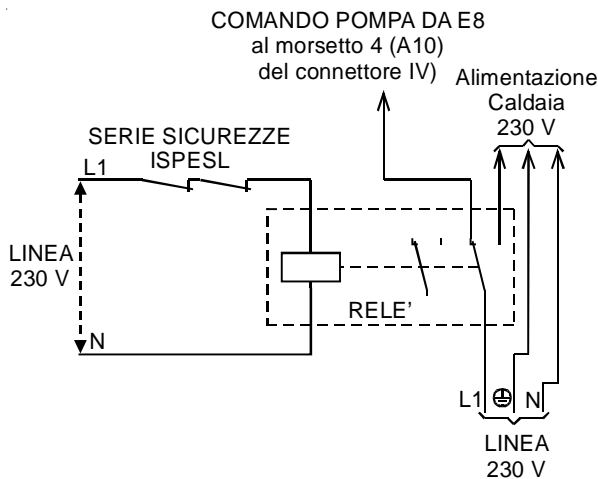 COMANDO POMPA DA E8
al morsetto 4 (A10)
del connettore IV)
Alimentazione
Caldaia
230 V
SERIE SICUREZZE
ISPESL
L1
LINEA
230 V
N
RELE’
L1
N
LINEA
230 V